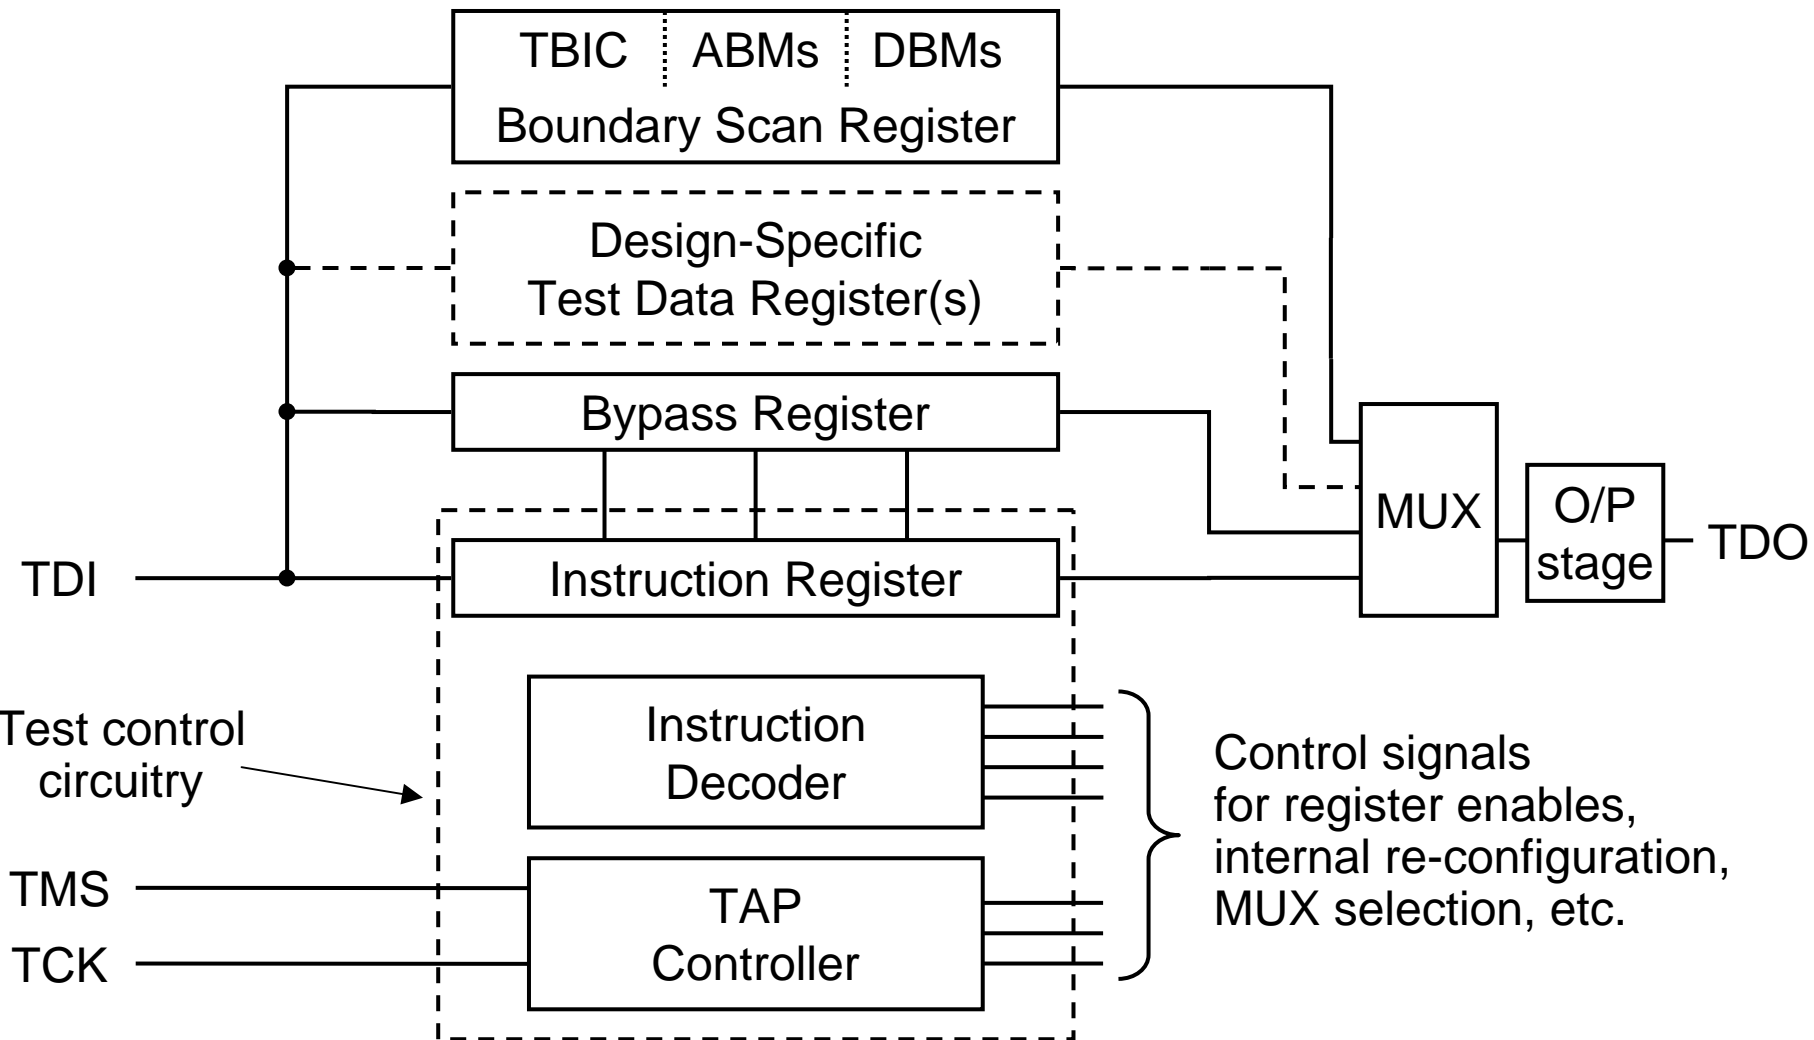 TBIC ABMs DBMs
Boundary Scan Register
Design-Specific
Test Data Register(s)
Bypass Register
MUX
O/P
stage
TDO
TDI
Instruction Register
Instruction
Decoder
Test control
circuitry
Control signals
for register enables,
internal re-configuration,
MUX selection, etc.
TMS
TCK
TAP
Controller